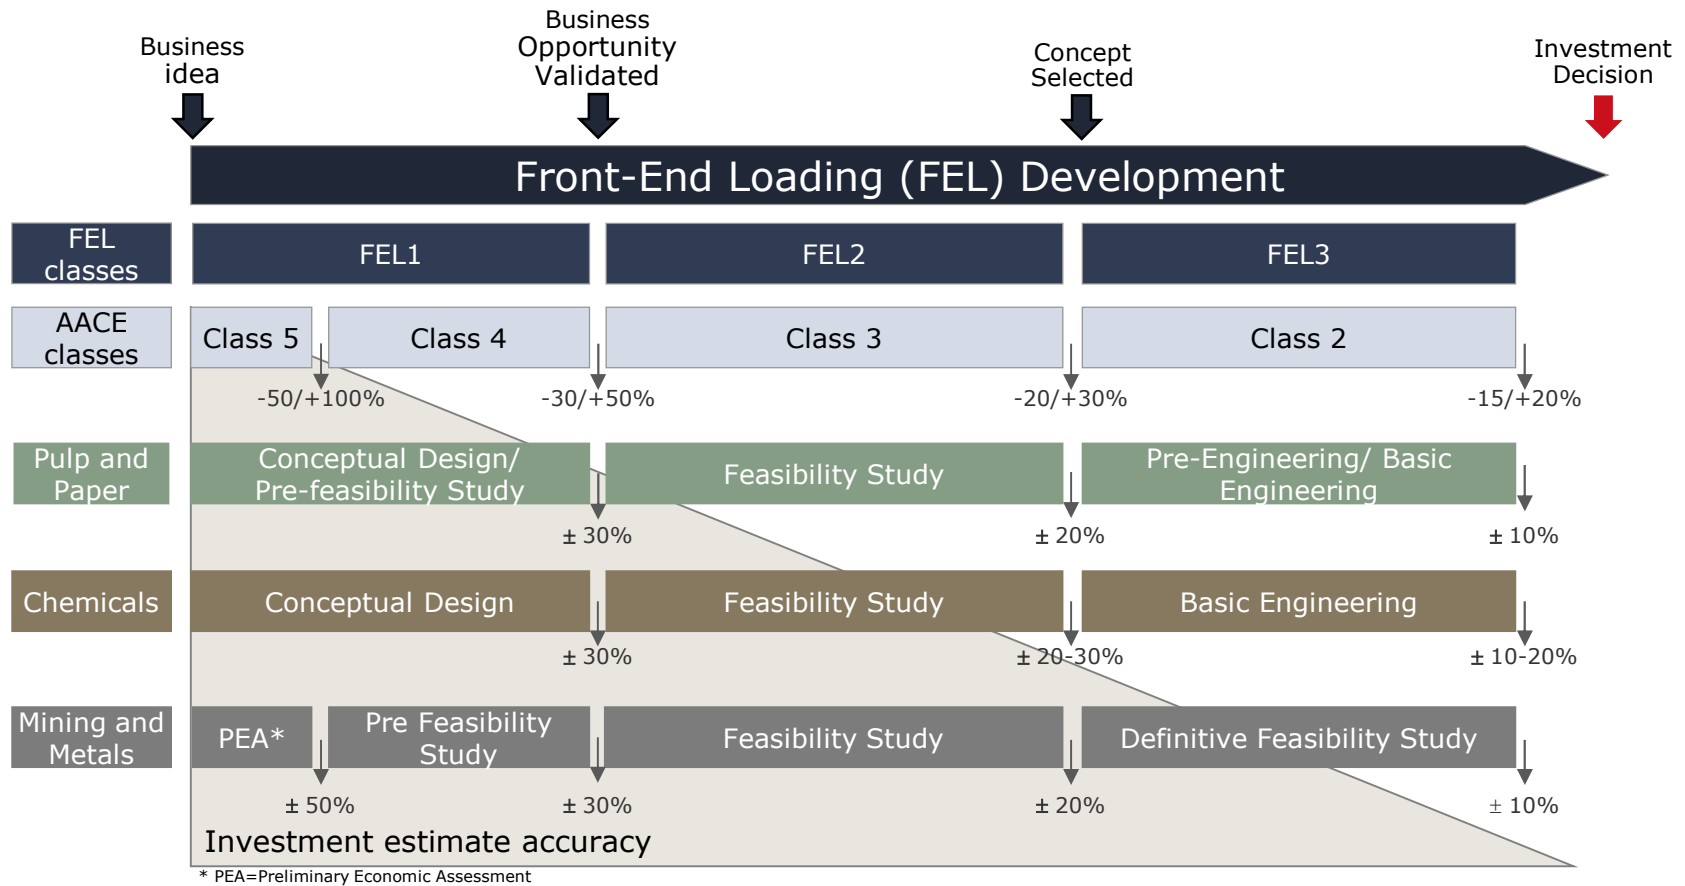 Business
idea
Business
Opportunity
Validated
Concept
Selected
Investment
Decision
Front-End Loading (FEL) Development
FEL
classes
FEL1
FEL2
FEL3
AACE
classes
Class 5
Class 4
Class 3
Class 2
-50/+100%
-30/+50%
-20/+30%
-15/+20%
Pulp and
Paper
Conceptual Design/
Pre-feasibility Study
Feasibility Study
Pre-Engineering/ Basic
Engineering
± 30%
± 20%
± 10%
Chemicals
Conceptual Design
Feasibility Study
Basic Engineering
± 30%
± 20-30%
± 10-20%
Mining and
Metals
PEA*
Pre Feasibility
Study
Feasibility Study
Definitive Feasibility Study
± 50%
± 30%
± 20%
± 10%
Investment estimate accuracy
* PEA=Preliminary Economic Assessment